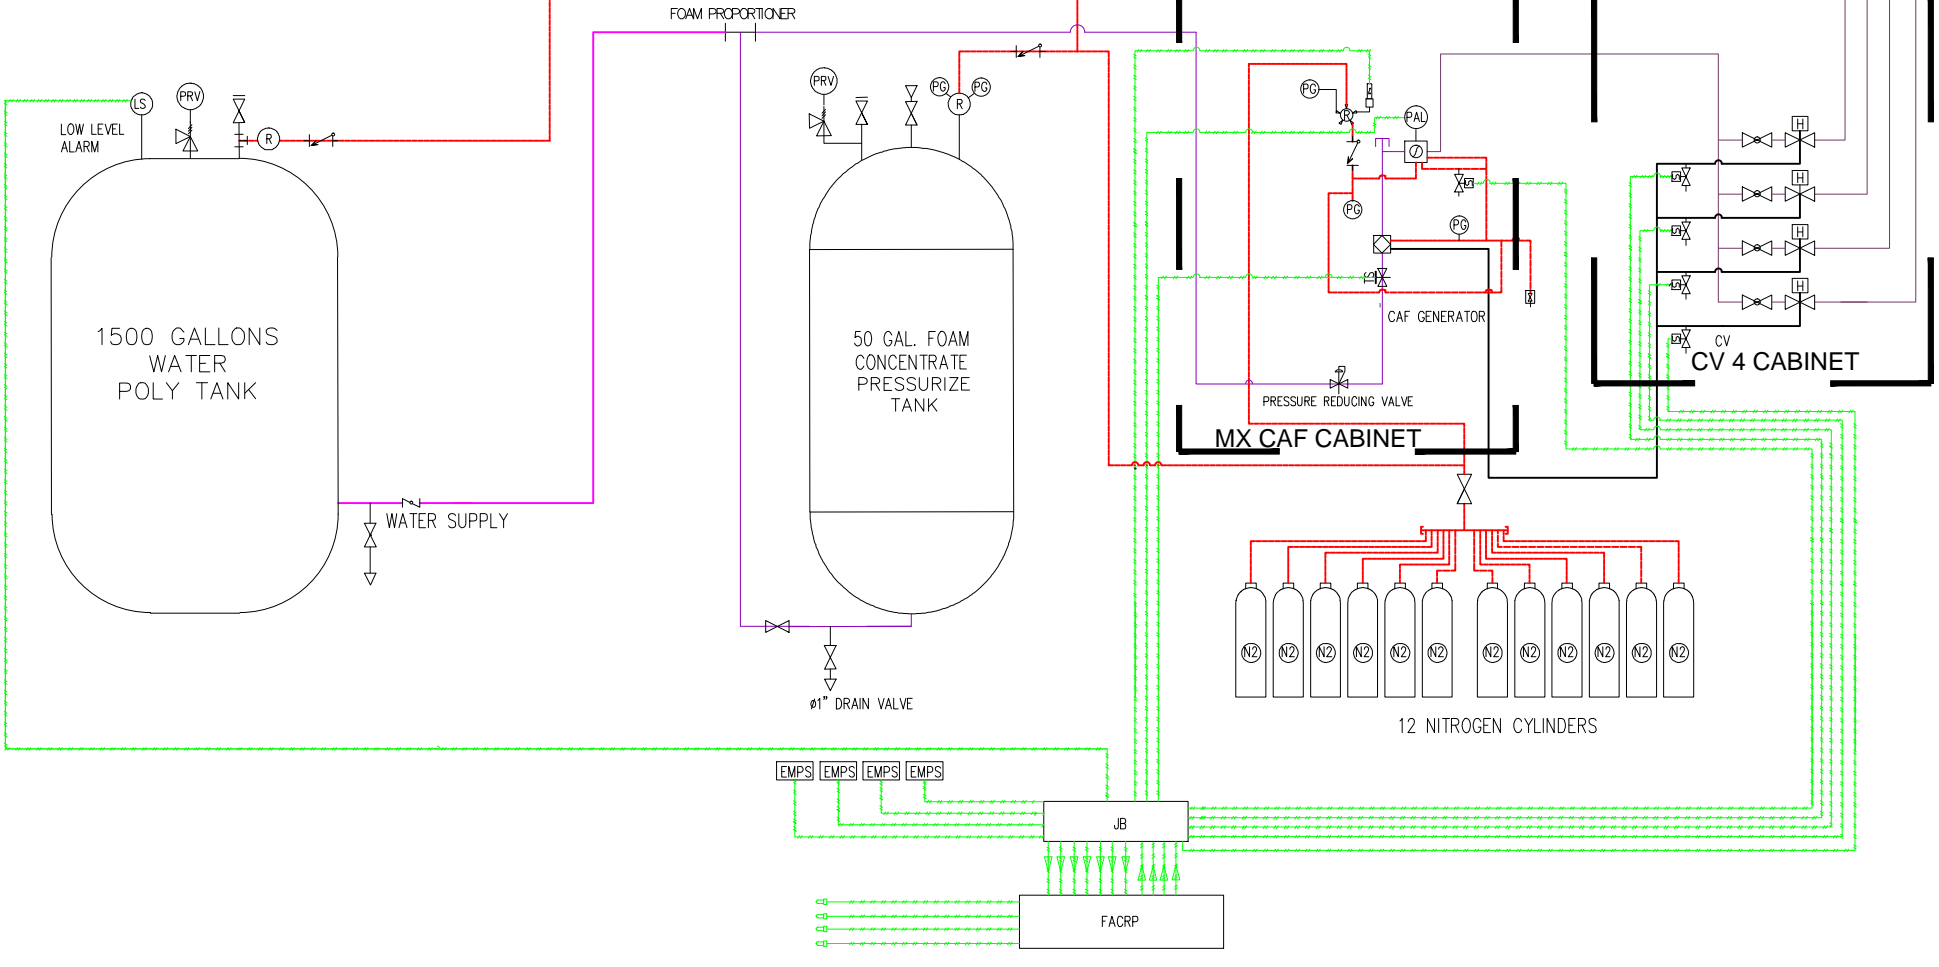 FOAM PROPORTIONER
LS
PRV
LOW LEVEL
ALARM
R
PRV
PG
PG
R
PG
R
PAL
S
PG
PG
TS
CAF GENERATOR
PRESSURE REDUCING VALVE
MX CAF CABINET
H
S
H
S
H
S
H
S
CV
CV 4 CABINET
1500 GALLONS
WATER
POLY TANK
50 GAL. FOAM
CONCENTRATE
PRESSURIZE
TANK
WATER SUPPLY
ø1" DRAIN VALVE
N2
N2
N2
N2
N2
N2
N2
N2
N2
N2
N2
N2
12 NITROGEN CYLINDERS
EMPS
EMPS
EMPS
EMPS
JB
FACRP